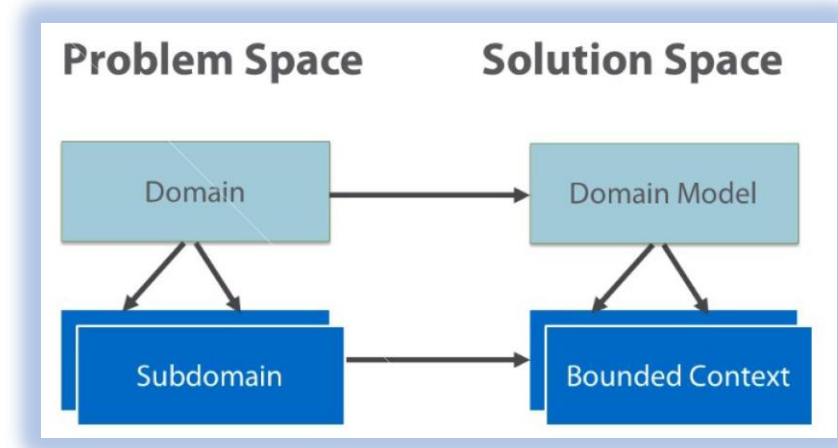 Problem Space
Solution Space
Domain
Domain Model
Subdomain
Bounded Context